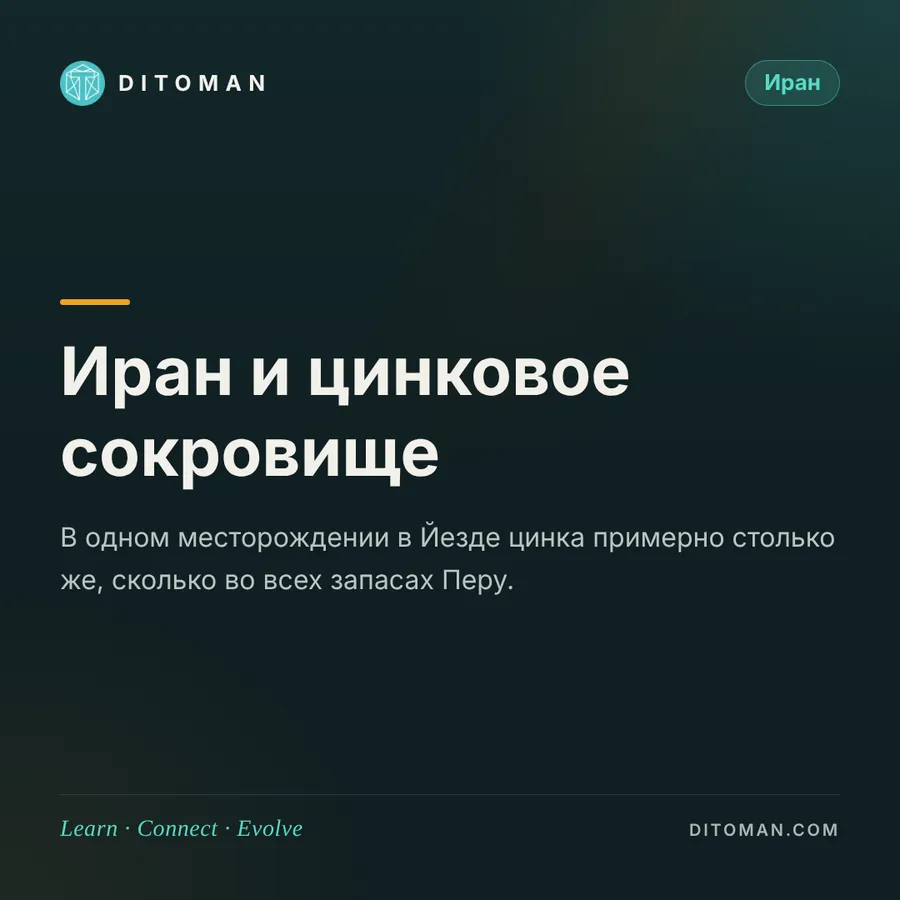 DITOMAN
Иран
Иран и цинковое
сокровище
В одном месторождении в Йезде цинка примерно столько
же, сколько во всех запасах Перу.
Learn · Connect · Evolve
DITOMAN.COM